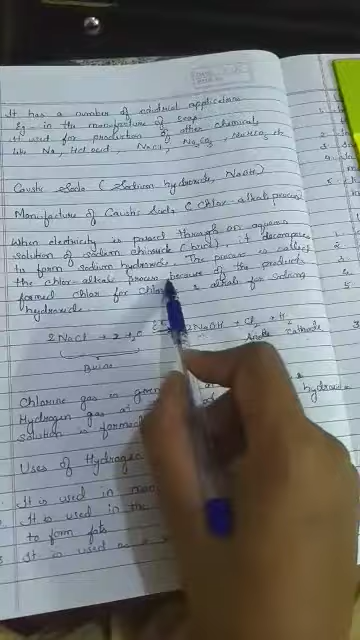 It has a number of industrial applications
Eg - in the manufacture of soap
It used for production of other chemicals
like Na, HCl acid, NaCl, Na2CO3, NaHCO3 etc
Caustic Soda (Sodium hydroxide, NaOH)
Manufacture of Caustic Soda (Chlor-alkali process
When electricity is passed through an aqueous
solution of sodium chloride (brine), it decomposes
to form sodium hydroxide. The process is called
the chlor-alkali process because of the products
formed chlor for chlor & alkali for sodium
hydroxide.
2NaCl + 2H2O 2NaOH + Cl2 + H2
Brine anode cathode
Chlorine gas is given
Hydrogen gas at hydroxide
solution is formed
Uses of Hydrogen
It is used in
It is used in the
to form fats
It is used as a